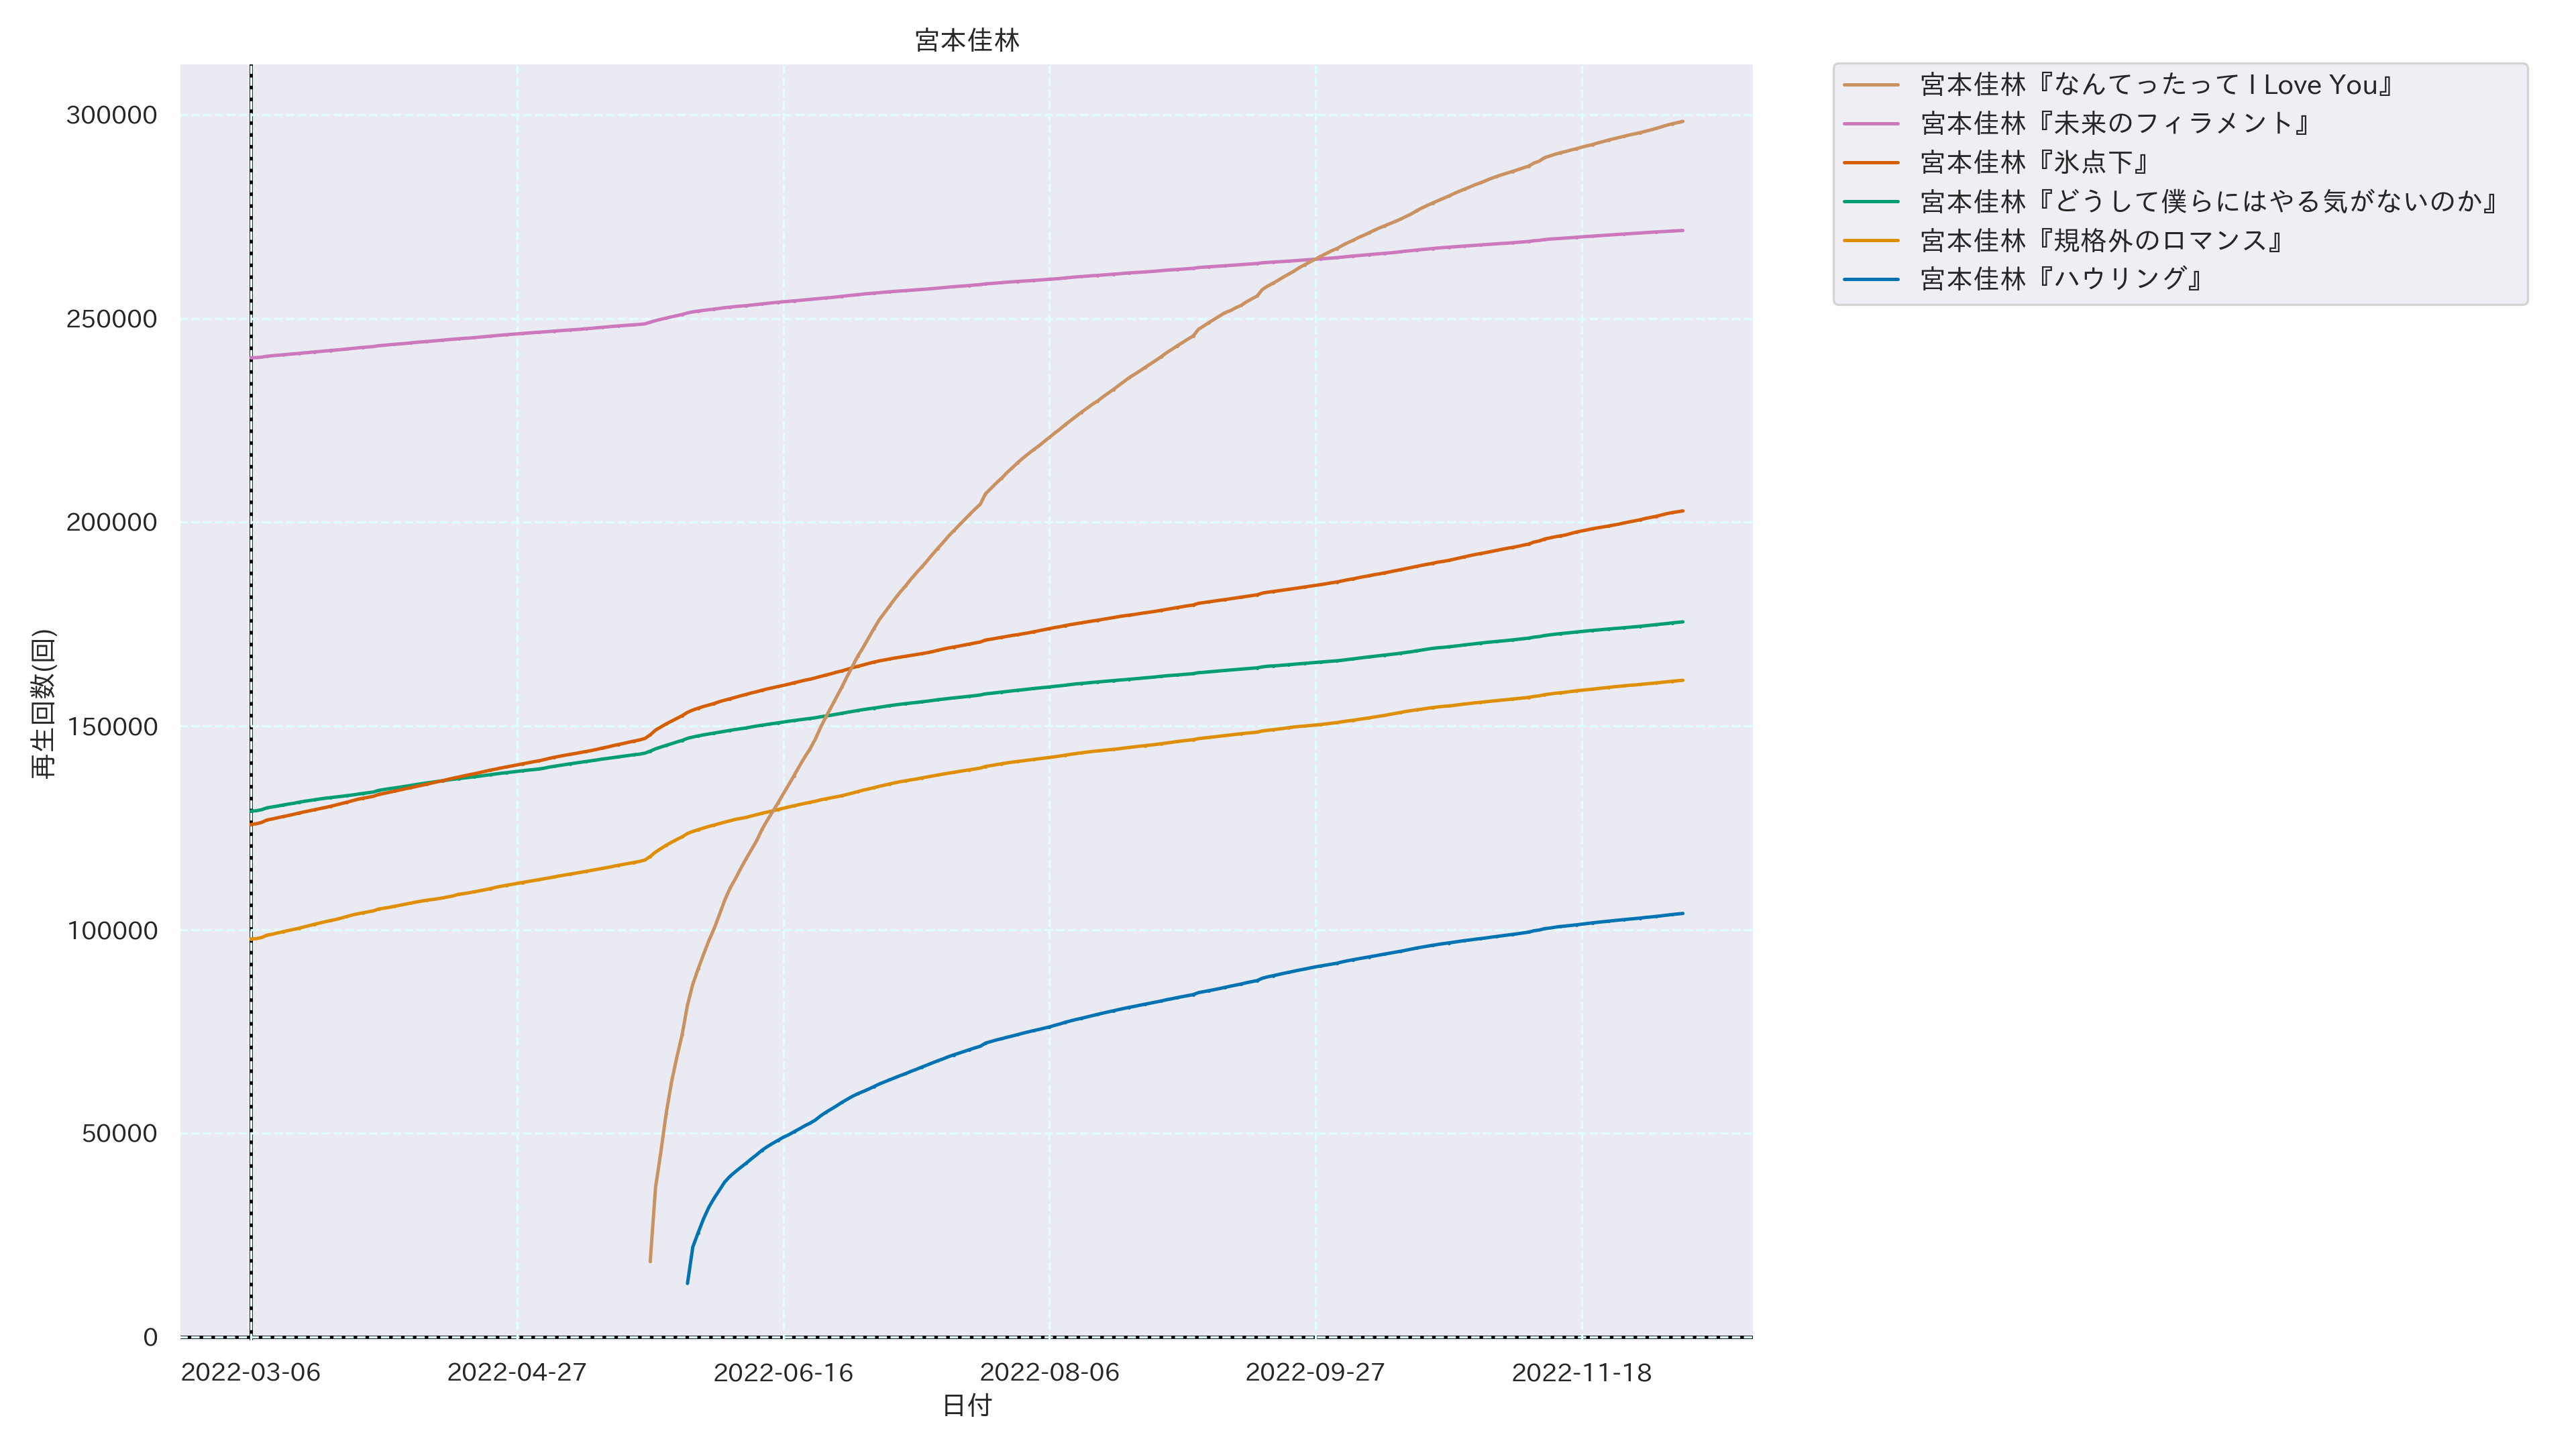 宮本佳林
300000
250000
200000
150000
100000
50000
0
再生回数(回)
2022-03-06
2022-04-27
2022-06-16
2022-08-06
2022-09-27
2022-11-18
日付
宮本佳林『なんてったって I Love You』
宮本佳林『未来のフィラメント』
宮本佳林『氷点下』
宮本佳林『どうして僕らにはやる気がないのか』
宮本佳林『規格外のロマンス』
宮本佳林『ハウリング』